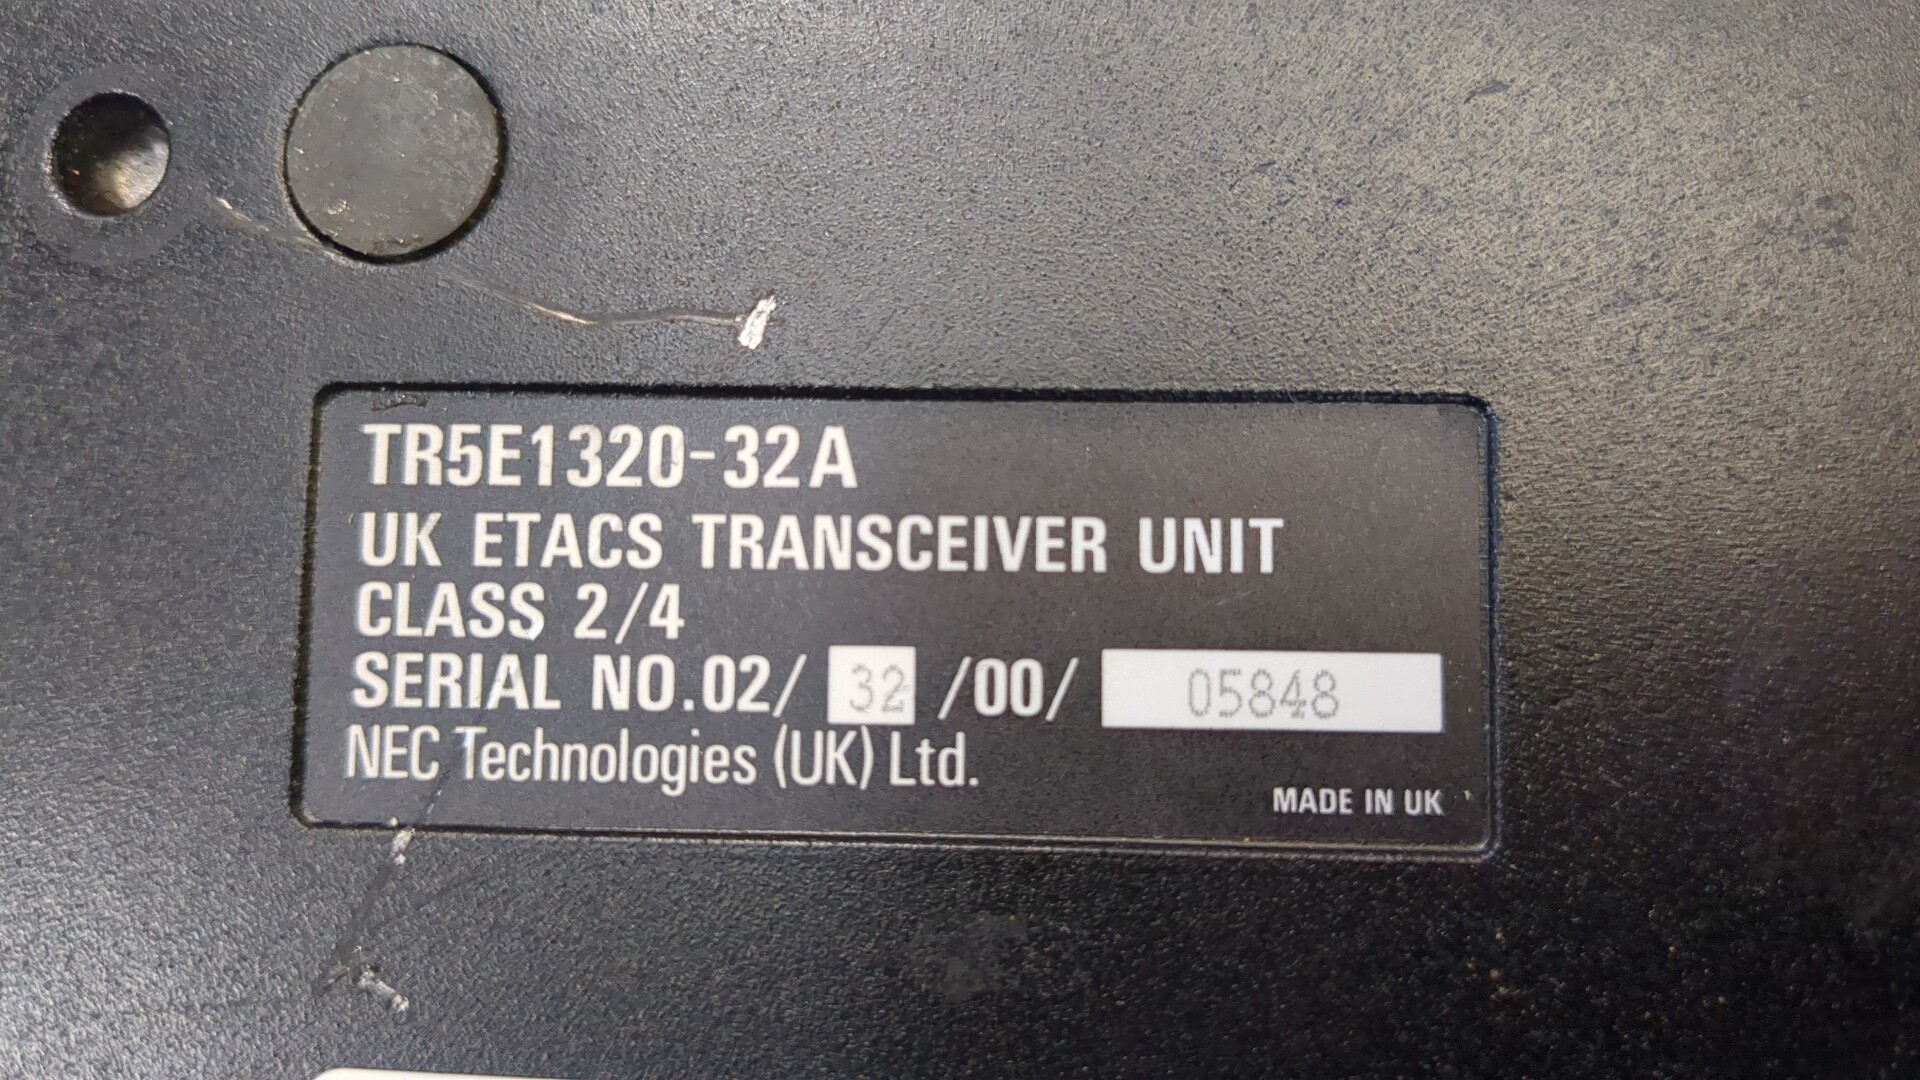 TR5E1320-32A
UK ETACS TRANSCEIVER UNIT
CLASS 2/4
SERIAL NO.02/ 32 /00/ 05848
NEC Technologies (UK) Ltd.
MADE IN UK